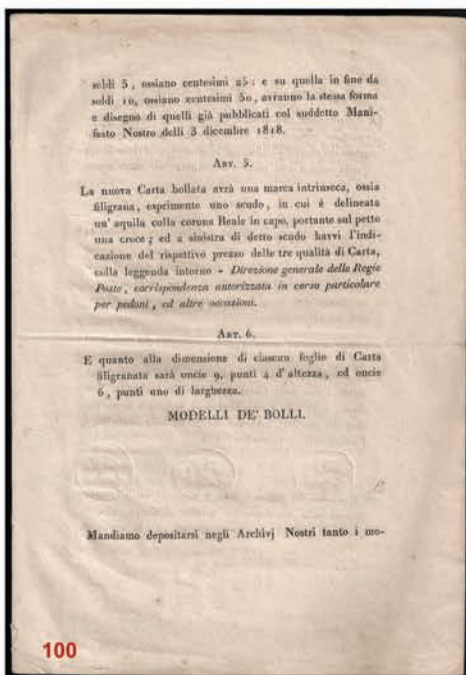 soldi 5, ossiano centesimi 25; e su quella in fine da
soldi 10, ossiano centesimi 50, avranno la stessa forma
e disegno di quelli già pubblicati col suddetto Mani-
festo Nostro delli 3 dicembre 1818.
ART. 5.
La nuova Carta bollata avrà una marca intrinseca, ossia
filigrana, esprimente uno scudo, in cui è delineata
un' aquila colla corona Reale in capo, portante sul petto
una croce; ed a sinistra di detto scudo havvi l'indi-
cazione del rispettivo prezzo delle tre qualità di Carta,
colla leggenda intorno - Direzione generale delle Regie
Poste, corrispondenza autorizzata in corso particolare
per pedoni, ed altre occasioni.
ART. 6.
E quanto alla dimensione di ciascun foglio di Carta
filigranata sarà oncie 9, punti 4 d'altezza, ed oncie
6, punti uno di larghezza.
MODELLI DE' BOLLI.
Mandiamo depositarsi negli Archivj Nostri tanto i mo-
100